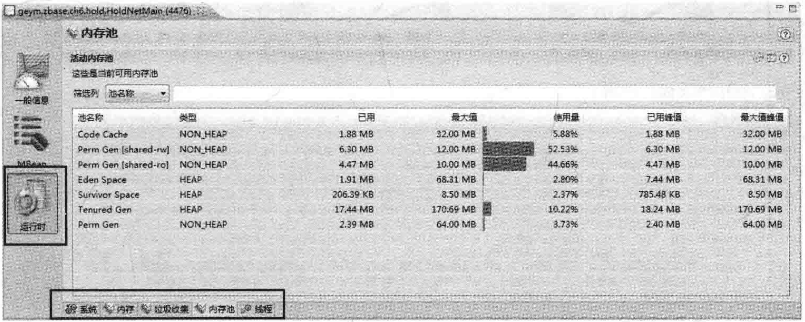 geym.zbase.ch6.hold.HoldNetMain (4476)
内存池
活动内存池
这些是当前可用内存池
筛选列 池名称
一般信息
MBean
运行时
池名称 类型 已用 最大值 使用量 已用峰值 最大值峰值
Code Cache NON_HEAP 1.88 MB 32.00 MB 5.88% 1.88 MB 32.00 MB
Perm Gen [shared-rw] NON_HEAP 6.30 MB 12.00 MB 52.53% 6.30 MB 12.00 MB
Perm Gen [shared-ro] NON_HEAP 4.47 MB 10.00 MB 44.66% 4.47 MB 10.00 MB
Eden Space HEAP 1.91 MB 68.31 MB 2.80% 7.44 MB 68.31 MB
Survivor Space HEAP 206.39 KB 8.50 MB 2.37% 785.48 KB 8.50 MB
Tenured Gen HEAP 17.44 MB 170.69 MB 10.22% 18.24 MB 170.69 MB
Perm Gen NON_HEAP 2.39 MB 64.00 MB 3.73% 2.40 MB 64.00 MB
系统 内存 垃圾收集 内存池 线程